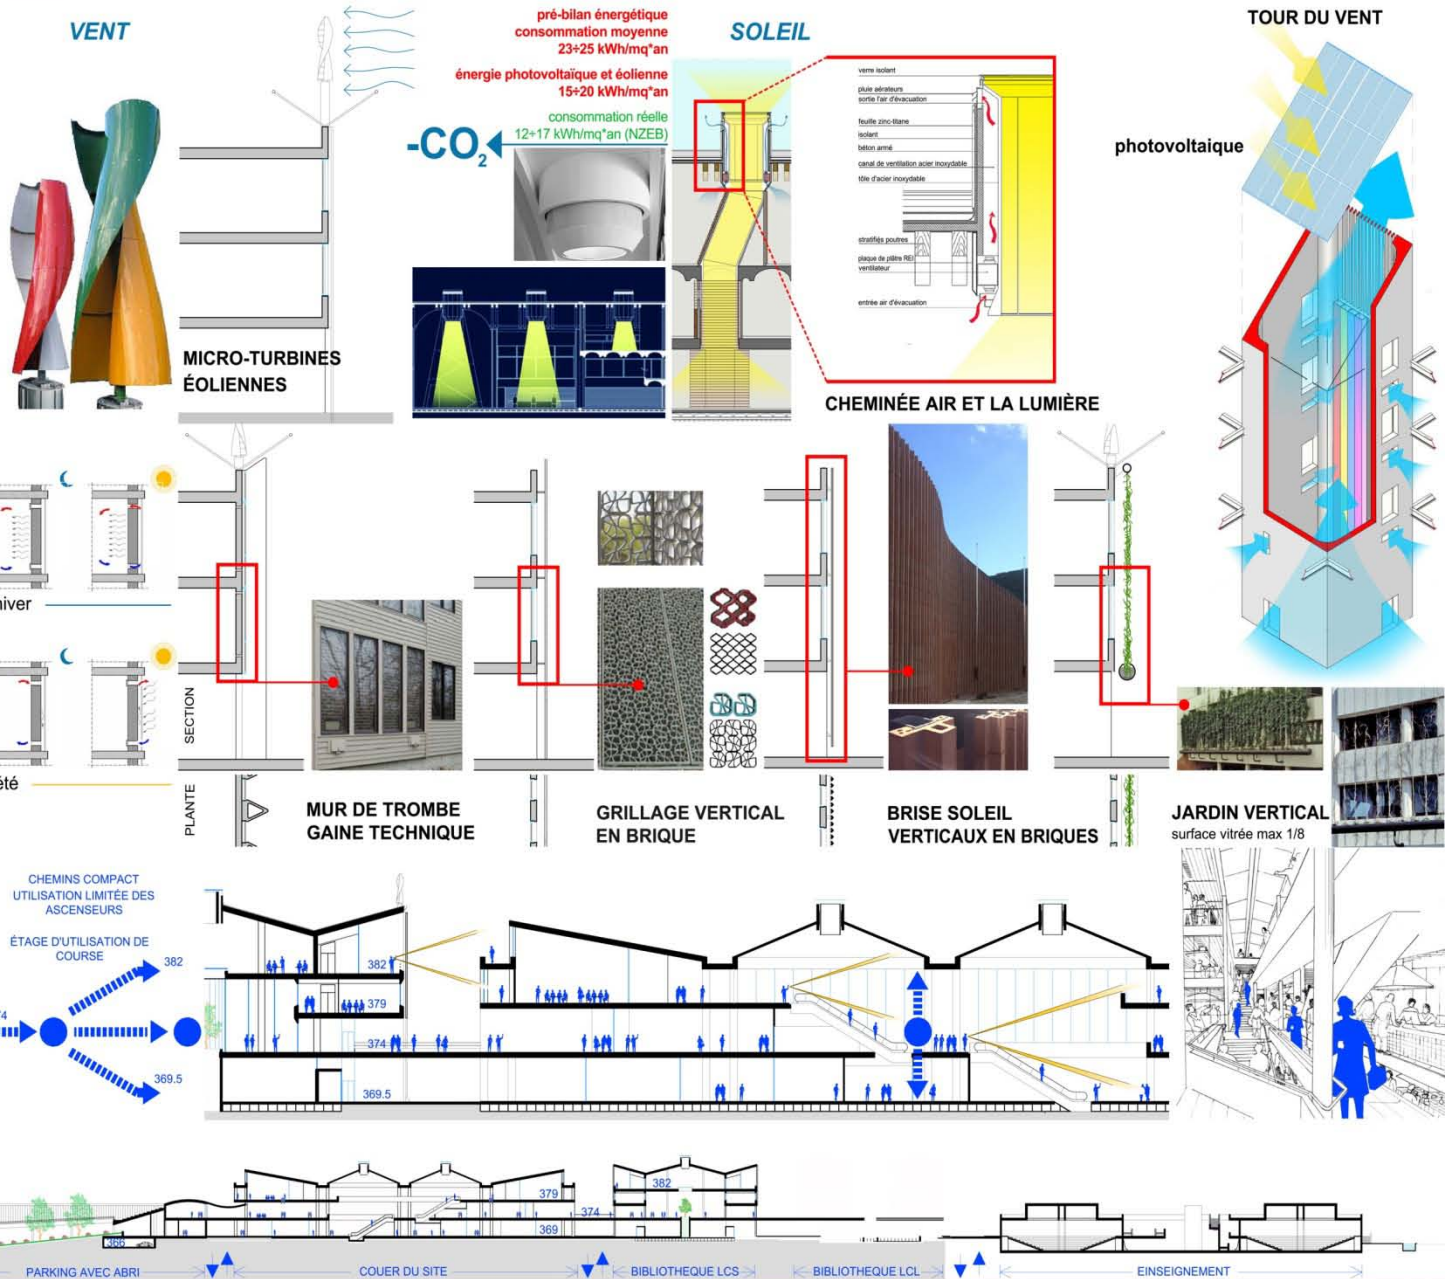 VENT
pré-bilan énergétique
consommation moyenne
23÷25 kWh/mq*an
énergie photovoltaïque et éolienne
15÷20 kWh/mq*an
consommation réelle
12÷17 kWh/mq*an (NZEB)
-CO2
SOLEIL
verre isolant
pluie aérateurs
sortie l'air d'évacuation
feuille zinc-titane
isolant
béton armé
canal de ventilation acier inoxydable
tôle d'acier inoxydable
stratifiés poutres
plaque de plâtre REI
ventilateur
entrée air d'évacuation
TOUR DU VENT
photovoltaique
MICRO-TURBINES
ÉOLIENNES
CHEMINÉE AIR ET LA LUMIÈRE
niver
été
SECTION
PLANTE
MUR DE TROMBE
GAINE TECHNIQUE
GRILLAGE VERTICAL
EN BRIQUE
BRISE SOLEIL
VERTICAUX EN BRIQUES
JARDIN VERTICAL
surface vitrée max 1/8
CHEMINS COMPACT
UTILISATION LIMITÉE DES
ASCENSEURS
ÉTAGE D'UTILISATION DE
COURSE
382
369.5
382
379
374
369.5
382
379
374
369
366
PARKING AVEC ABRI
COUER DU SITE
BIBLIOTHEQUE LCS
BIBLIOTHEQUE LCL
EINSEIGNEMENT